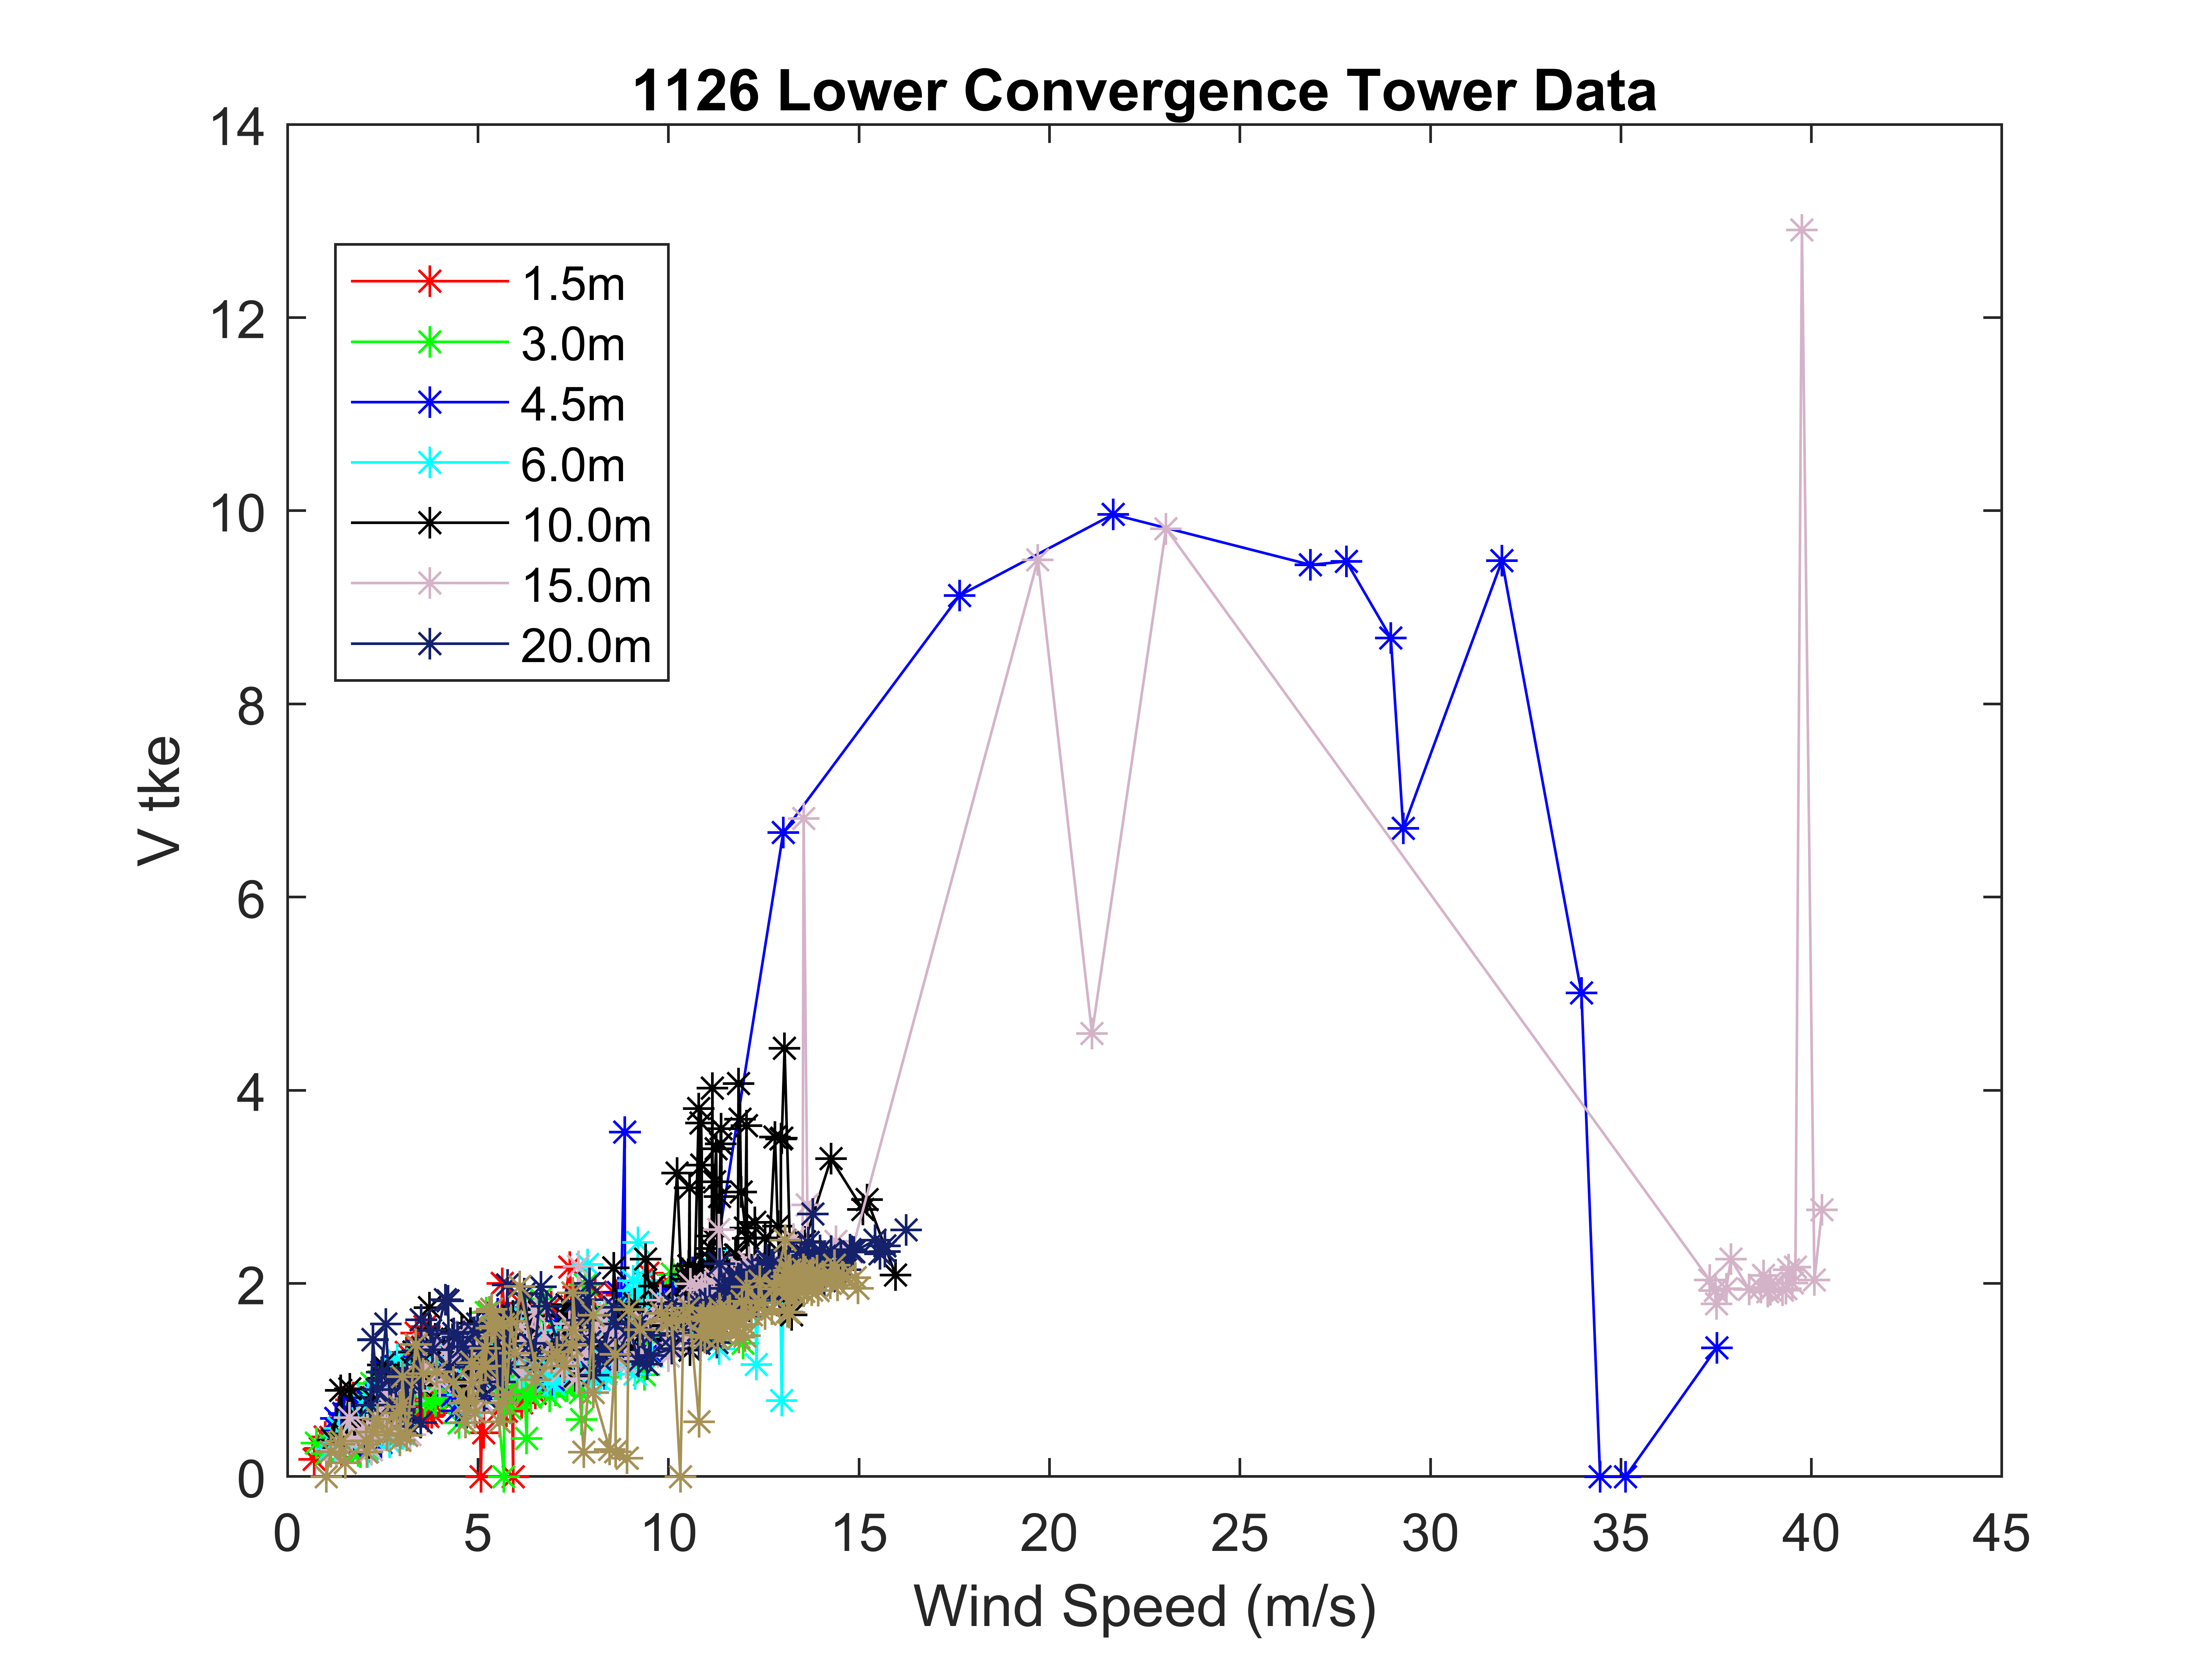 1126 Lower Convergence Tower Data
14
12
10
8
6
4
2
0
V tke
1.5m
3.0m
4.5m
6.0m
10.0m
15.0m
20.0m
0 5 10 15 20 25 30 35 40 45
Wind Speed (m/s)